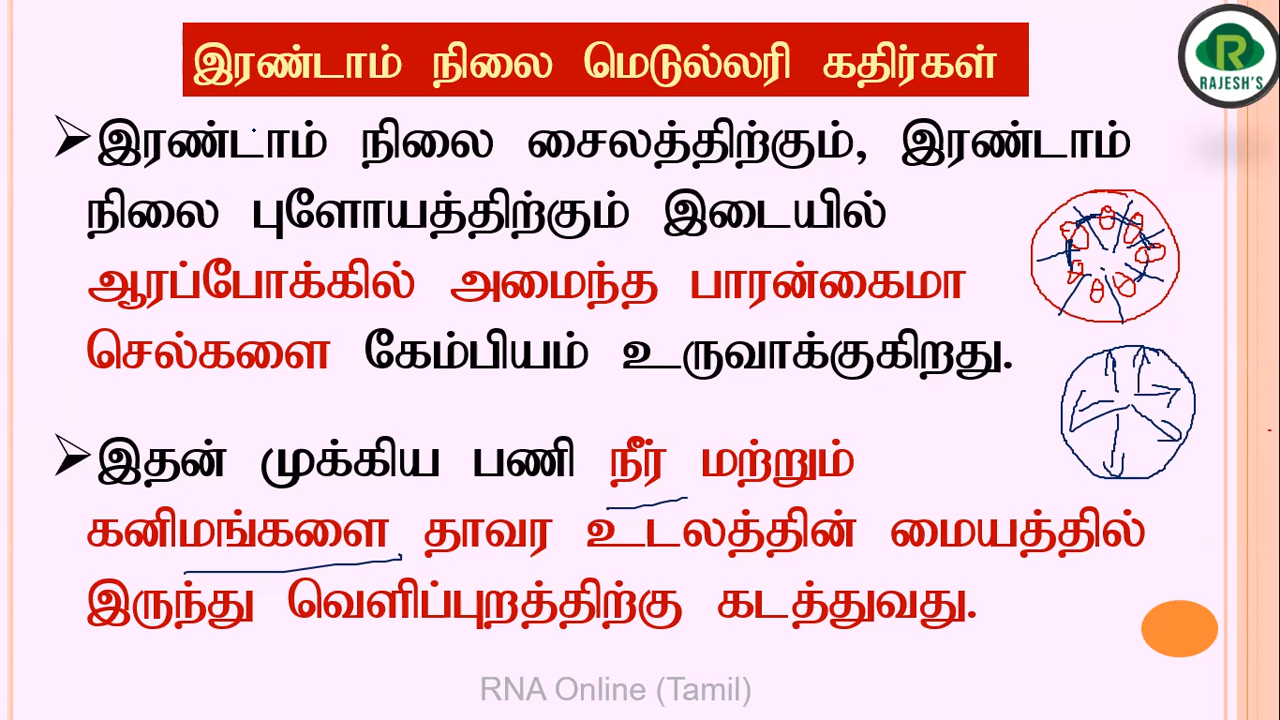 இரண்டாம் நிலை மெடுல்லரி கதிர்கள்
R
RAJESH'S
இரண்டாம் நிலை சைலத்திற்கும், இரண்டாம்
நிலை புளோயத்திற்கும் இடையில்
ஆரப்போக்கில் அமைந்த பாரன்கைமா
செல்களை கேம்பியம் உருவாக்குகிறது.
இதன் முக்கிய பணி நீர் மற்றும்
கனிமங்களை தாவர உடலத்தின் மையத்தில்
இருந்து வெளிப்புறத்திற்கு கடத்துவது.
RNA Online (Tamil)